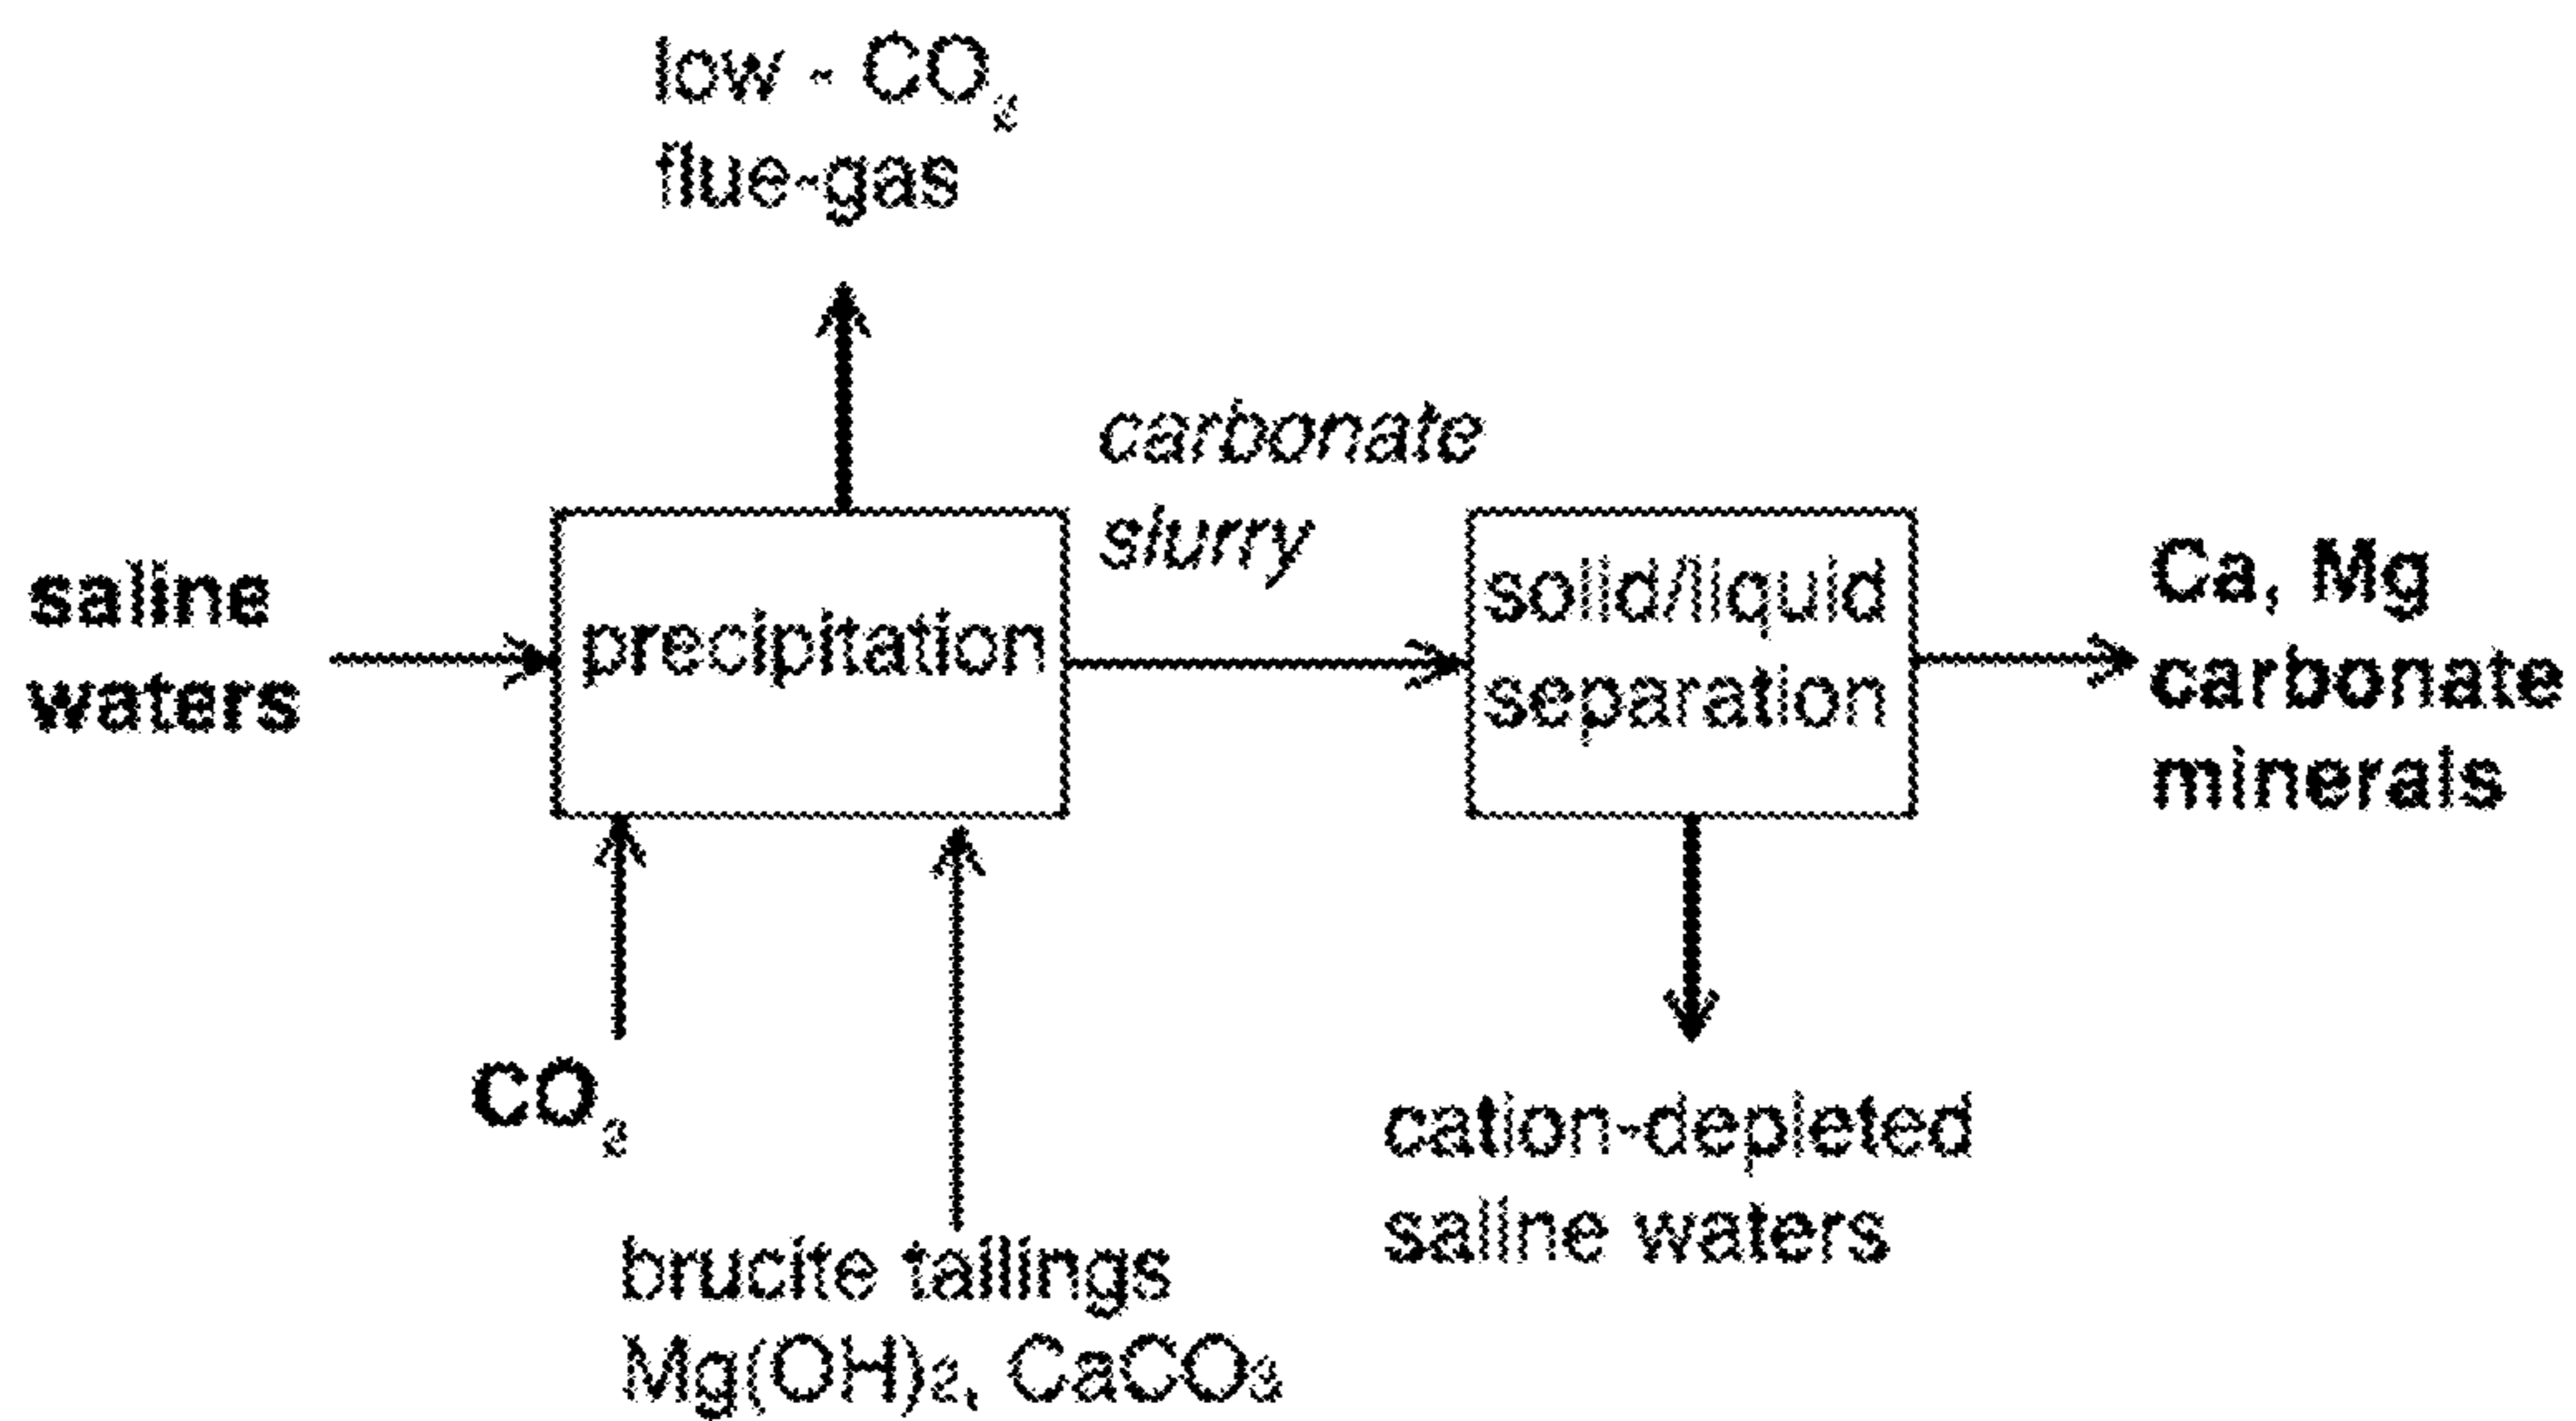 low - CO₂
flue-gas
carbonate
slurry
saline
waters
precipitation
solid/liquid
separation
Ca, Mg
carbonate
minerals
CO₂
cation-depleted
saline waters
brucite tailings
Mg(OH)₂, CaCO₃